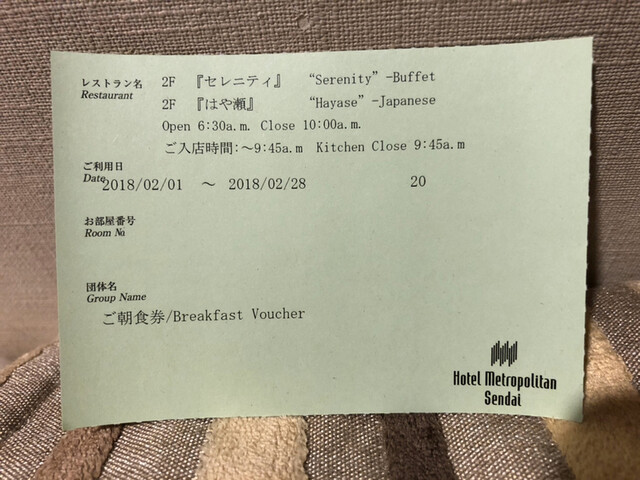 レストラン名 2F 『セレニティ』 “Serenity”-Buffet
Restaurant 2F 『はや瀬』 “Hayase”-Japanese
Open 6:30a.m. Close 10:00a.m.
ご入店時間:～9:45a.m Kitchen Close 9:45a.m
ご利用日
Date 2018/02/01 ～ 2018/02/28 20
お部屋番号
Room №
団体名
Group Name
ご朝食券/Breakfast Voucher
Hotel Metropolitan
Sendai